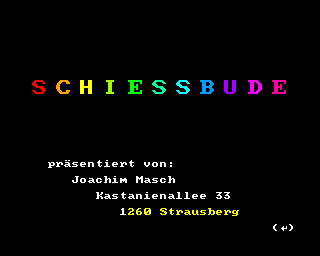 SCHIESSBUDE
präsentiert von:
Joachim Masch
Kastanienallee 33
1260 Strausberg
(↵)